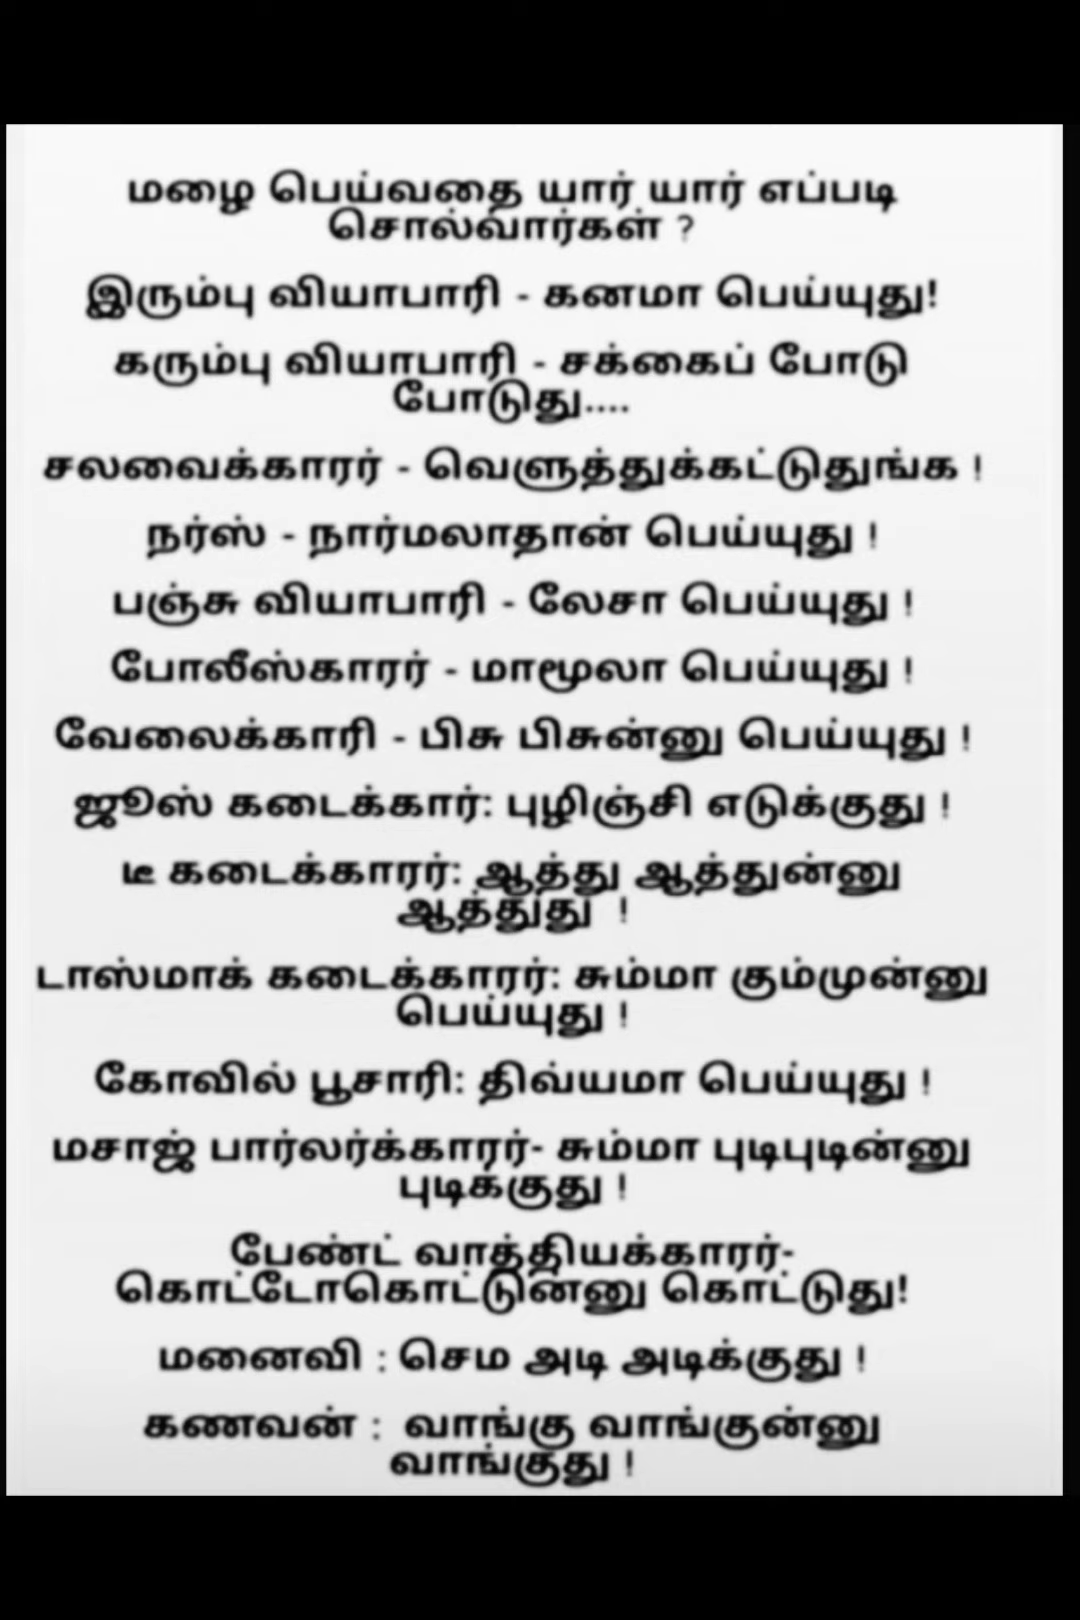 மழை பெய்வதை யார் யார் எப்படி
சொல்வார்கள் ?
இரும்பு வியாபாரி - கனமா பெய்யுது!
கரும்பு வியாபாரி - சக்கைப் போடு
போடுது....
சலவைக்காரர் - வெளுத்துக்கட்டுதுங்க !
நர்ஸ் - நார்மலாதான் பெய்யுது !
பஞ்சு வியாபாரி - லேசா பெய்யுது !
போலீஸ்காரர் - மாமூலா பெய்யுது !
வேலைக்காரி - பிசு பிசுன்னு பெய்யுது !
ஜூஸ் கடைக்கார்: புழிஞ்சி எடுக்குது !
டீ கடைக்காரர்: ஆத்து ஆத்துன்னு
ஆத்துது !
டாஸ்மாக் கடைக்காரர்: சும்மா கும்முன்னு
பெய்யுது !
கோவில் பூசாரி: திவ்யமா பெய்யுது !
மசாஜ் பார்லர்க்காரர்- சும்மா புடிபுடின்னு
புடிக்குது !
பேண்ட் வாத்தியக்காரர்-
கொட்டோகொட்டுன்னு கொட்டுது!
மனைவி : செம அடி அடிக்குது !
கணவன் : வாங்கு வாங்குன்னு
வாங்குது !